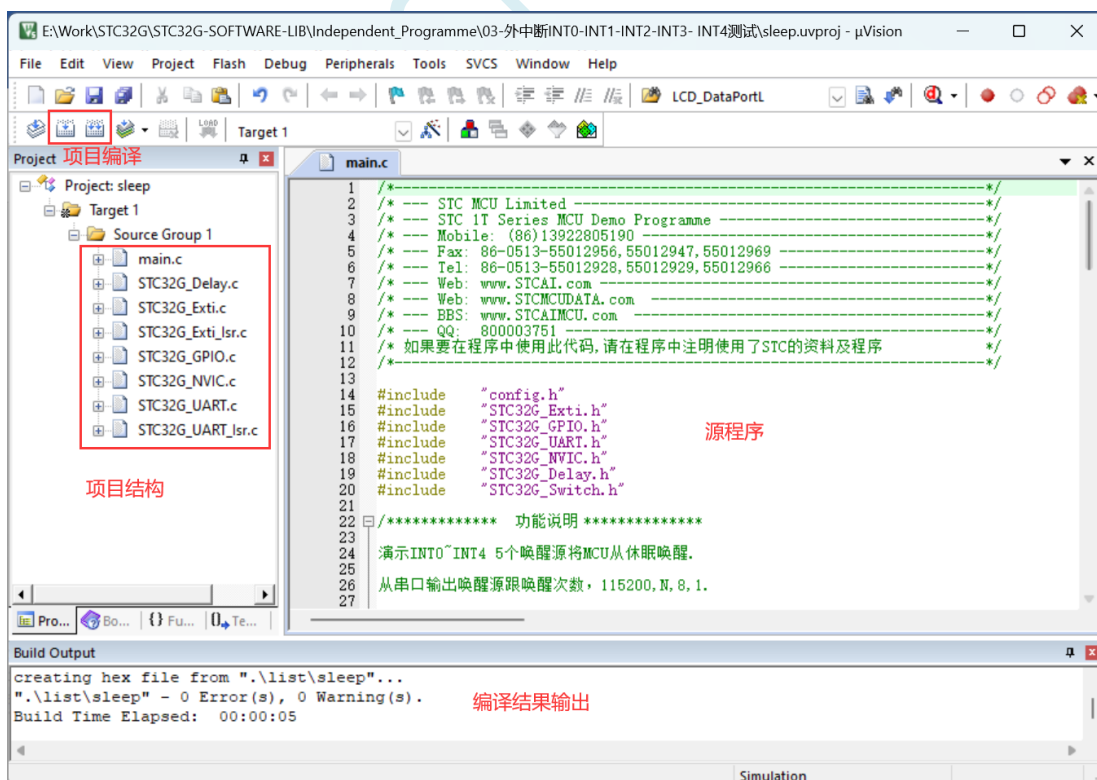 E:\Work\STC32G\STC32G-SOFTWARE-LIB\Independent_Programme\03-外中断INT0-INT1-INT2-INT3- INT4测试\sleep.uvproj - µVision
File Edit View Project Flash Debug Peripherals Tools SVCS Window Help
LCD_DataPortL
LOAD
Target 1
Project 项目编译
main.c
Project: sleep
Target 1
Source Group 1
main.c
STC32G_Delay.c
STC32G_Exti.c
STC32G_Exti_Isr.c
STC32G_GPIO.c
STC32G_NVIC.c
STC32G_UART.c
STC32G_UART_Isr.c
项目结构
Pro... Bo... {} Fu... Te...
1 /*---------------------------------------------------------------------*/
2 /* --- STC MCU Limited ------------------------------------------------*/
3 /* --- STC 1T Series MCU Demo Programme -------------------------------*/
4 /* --- Mobile: (86)13922805190 ----------------------------------------*/
5 /* --- Fax: 86-0513-55012956,55012947,55012969 ------------------------*/
6 /* --- Tel: 86-0513-55012928,55012929,55012966 ------------------------*/
7 /* --- Web: www.STCAI.com ---------------------------------------------*/
8 /* --- Web: www.STCMCUDATA.com  ---------------------------------------*/
9 /* --- BBS: www.STCAIMCU.com  -----------------------------------------*/
10 /* --- QQ:  800003751 -------------------------------------------------*/
11 /* 如果要在程序中使用此代码,请在程序中注明使用了STC的资料及程序            */
12 /*---------------------------------------------------------------------*/
13
14 #include "config.h"
15 #include "STC32G_Exti.h"
16 #include "STC32G_GPIO.h"
17 #include "STC32G_UART.h"
18 #include "STC32G_NVIC.h"
19 #include "STC32G_Delay.h"
20 #include "STC32G_Switch.h"
源程序
21
22 /************* 功能说明 **************
23
24 演示INT0~INT4 5个唤醒源将MCU从休眠唤醒.
25
26 从串口输出唤醒源跟唤醒次数，115200,N,8,1.
27
Build Output
creating hex file from ".\list\sleep"...
".\list\sleep" - 0 Error(s), 0 Warning(s).
Build Time Elapsed:  00:00:05
编译结果输出
Simulation